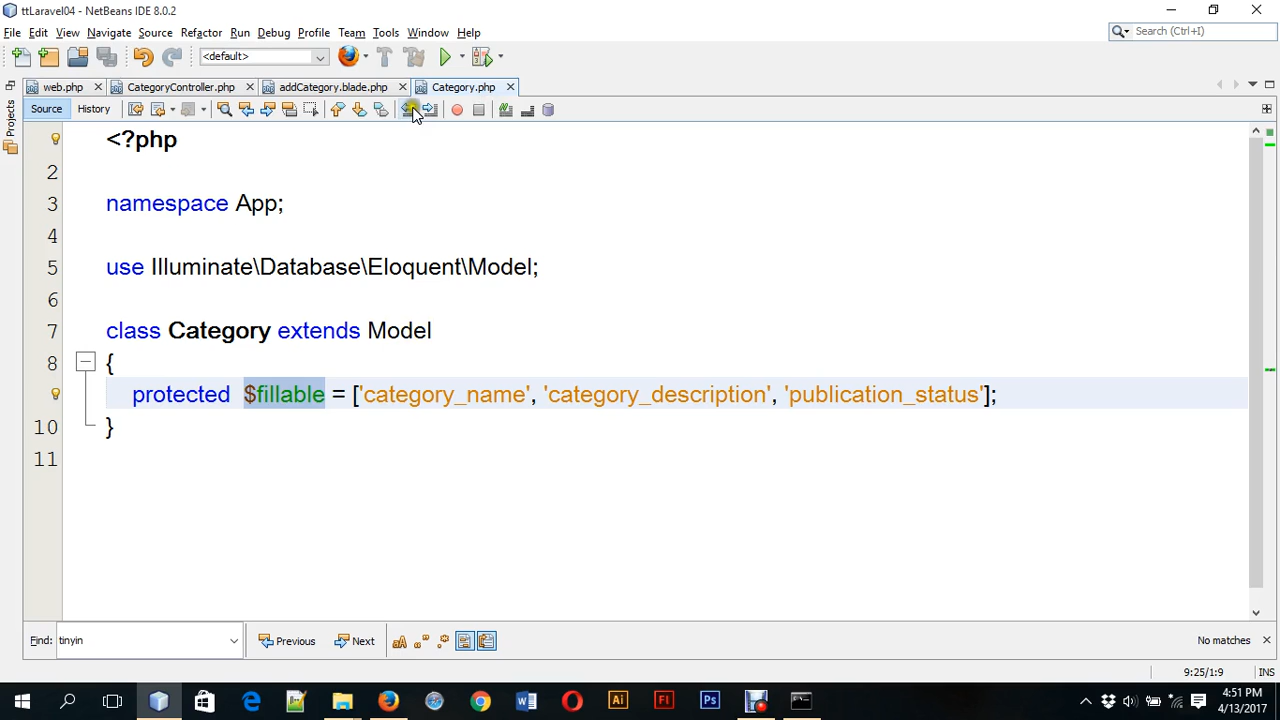 ttLaravel04 - NetBeans IDE 8.0.2
File Edit View Navigate Source Refactor Run Debug Profile Team Tools Window Help
Search (Ctrl+I)
<default>
web.php CategoryController.php addCategory.blade.php Category.php
Source History
Projects
<?php
2
3 namespace App;
4
5 use Illuminate\Database\Eloquent\Model;
6
7 class Category extends Model
8 {
protected $fillable = ['category_name', 'category_description', 'publication_status'];
10 }
11
Find: tinyin Previous Next No matches
9:25/1:9 INS
4:51 PM
4/13/2017